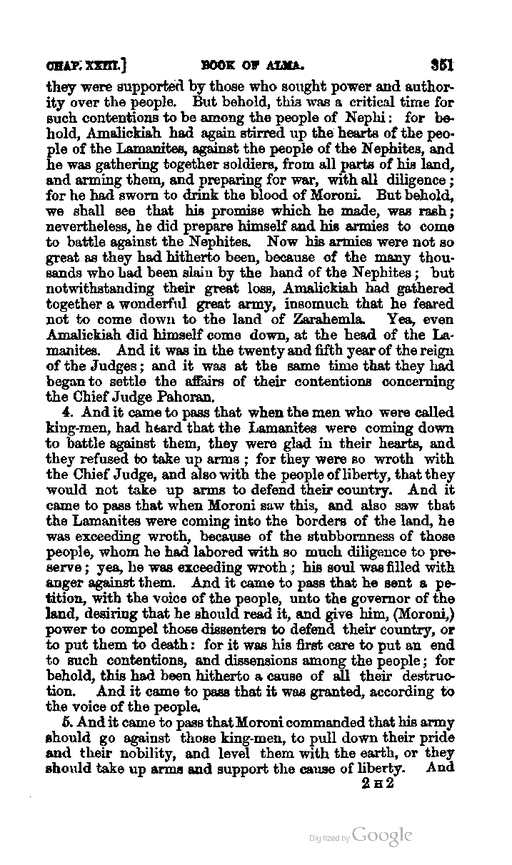 CHAP. XXIII.] BOOK OF ALMA. 351
they were supported by those who sought power and author-
ity over the people. But behold, this was a critical time for
such contentions to be among the people of Nephi: for be-
hold, Amalickiah had again stirred up the hearts of the peo-
ple of the Lamanites, against the people of the Nephites, and
he was gathering together soldiers, from all parts of his land,
and arming them, and preparing for war, with all diligence;
for he had sworn to drink the blood of Moroni. But behold,
we shall see that his promise which he made, was rash;
nevertheless, he did prepare himself and his armies to come
to battle against the Nephites. Now his armies were not so
great as they had hitherto been, because of the many thou-
sands who had been slain by the hand of the Nephites; but
notwithstanding their great loss, Amalickiah had gathered
together a wonderful great army, insomuch that he feared
not to come down to the land of Zarahemla. Yea, even
Amalickiah did himself come down, at the head of the La-
manites. And it was in the twenty and fifth year of the reign
of the Judges; and it was at the same time that they had
began to settle the affairs of their contentions concerning
the Chief Judge Pahoran.
4. And it came to pass that when the men who were called
king-men, had heard that the Lamanites were coming down
to battle against them, they were glad in their hearts, and
they refused to take up arms; for they were so wroth with
the Chief Judge, and also with the people of liberty, that they
would not take up arms to defend their country. And it
came to pass that when Moroni saw this, and also saw that
the Lamanites were coming into the borders of the land, he
was exceeding wroth, because of the stubbornness of those
people, whom he had labored with so much diligence to pre-
serve; yea, he was exceeding wroth; his soul was filled with
anger against them. And it came to pass that he sent a pe-
tition, with the voice of the people, unto the governor of the
land, desiring that he should read it, and give him, (Moroni,)
power to compel those dissenters to defend their country, or
to put them to death: for it was his first care to put an end
to such contentions, and dissensions among the people; for
behold, this had been hitherto a cause of all their destruc-
tion. And it came to pass that it was granted, according to
the voice of the people.
5. And it came to pass that Moroni commanded that his army
should go against those king-men, to pull down their pride
and their nobility, and level them with the earth, or they
should take up arms and support the cause of liberty. And
2 H 2
Digitized by Google